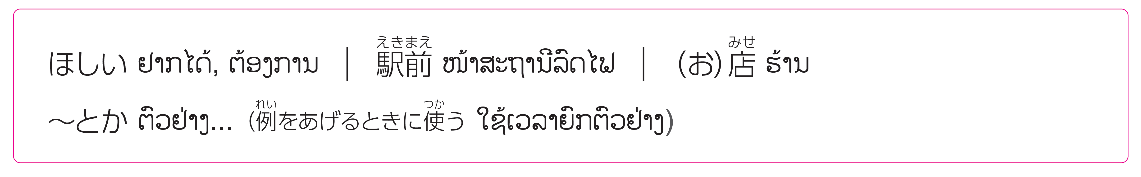 ほしい ຢາກໄດ້, ຕ້ອງການ | 駅前 ໜ້າສະຖານີລົດໄຟ | (お)店 ຮ້ານ
～とか ຕົວຢ່າງ... (例をあげるときに使う ໃຊ້ເວລາຍົກຕົວຢ່າງ)